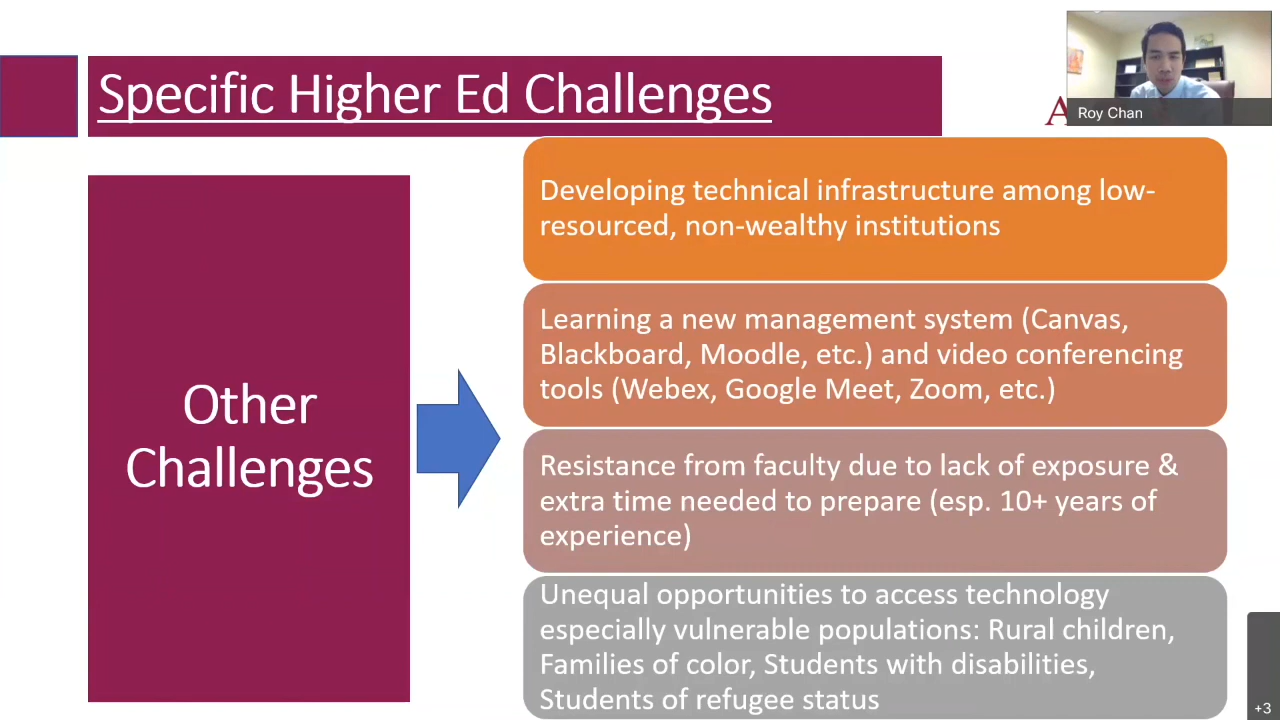 Specific Higher Ed Challenges
A
Roy Chan
Other
Challenges
Developing technical infrastructure among low-
resourced, non-wealthy institutions
Learning a new management system (Canvas,
Blackboard, Moodle, etc.) and video conferencing
tools (Webex, Google Meet, Zoom, etc.)
Resistance from faculty due to lack of exposure &
extra time needed to prepare (esp. 10+ years of
experience)
Unequal opportunities to access technology
especially vulnerable populations: Rural children,
Families of color, Students with disabilities,
Students of refugee status
+3